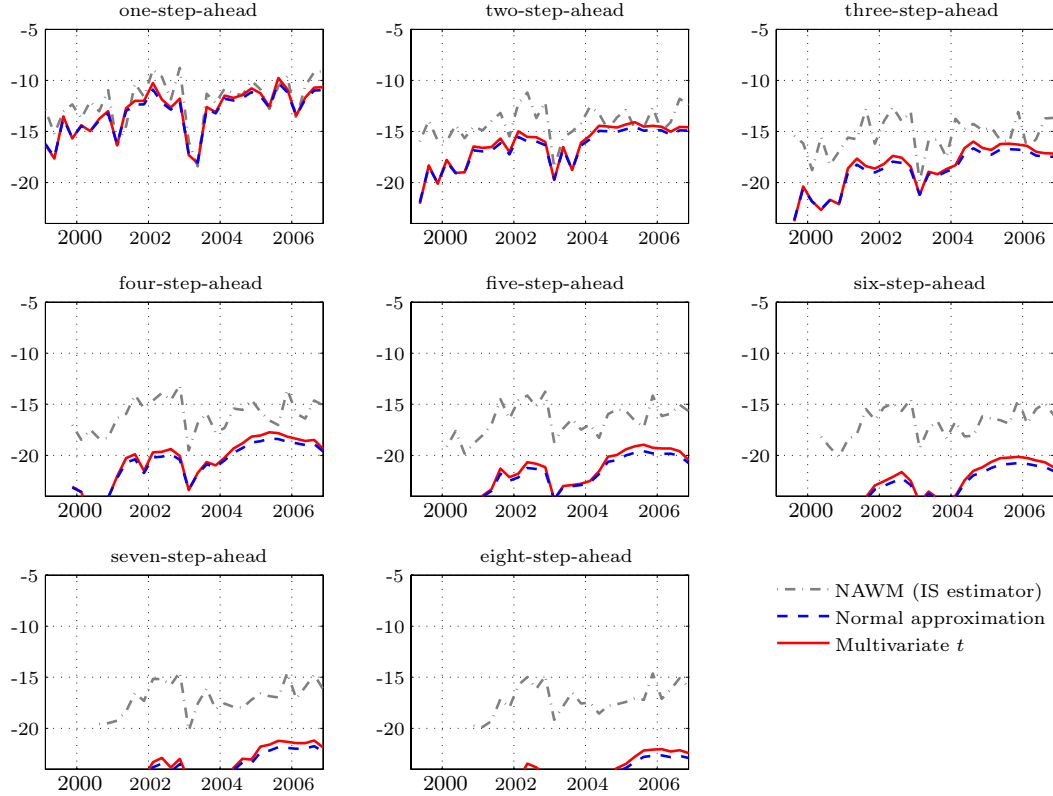 one-step-ahead
two-step-ahead
three-step-ahead
-5
-10
-15
-20
2000 2002 2004 2006
-5
-10
-15
-20
2000 2002 2004 2006
-5
-10
-15
-20
2000 2002 2004 2006
four-step-ahead
five-step-ahead
six-step-ahead
-5
-10
-15
-20
2000 2002 2004 2006
-5
-10
-15
-20
2000 2002 2004 2006
-5
-10
-15
-20
2000 2002 2004 2006
seven-step-ahead
eight-step-ahead
-5
-10
-15
-20
2000 2002 2004 2006
-5
-10
-15
-20
2000 2002 2004 2006
NAWM (IS estimator)
Normal approximation
Multivariate t